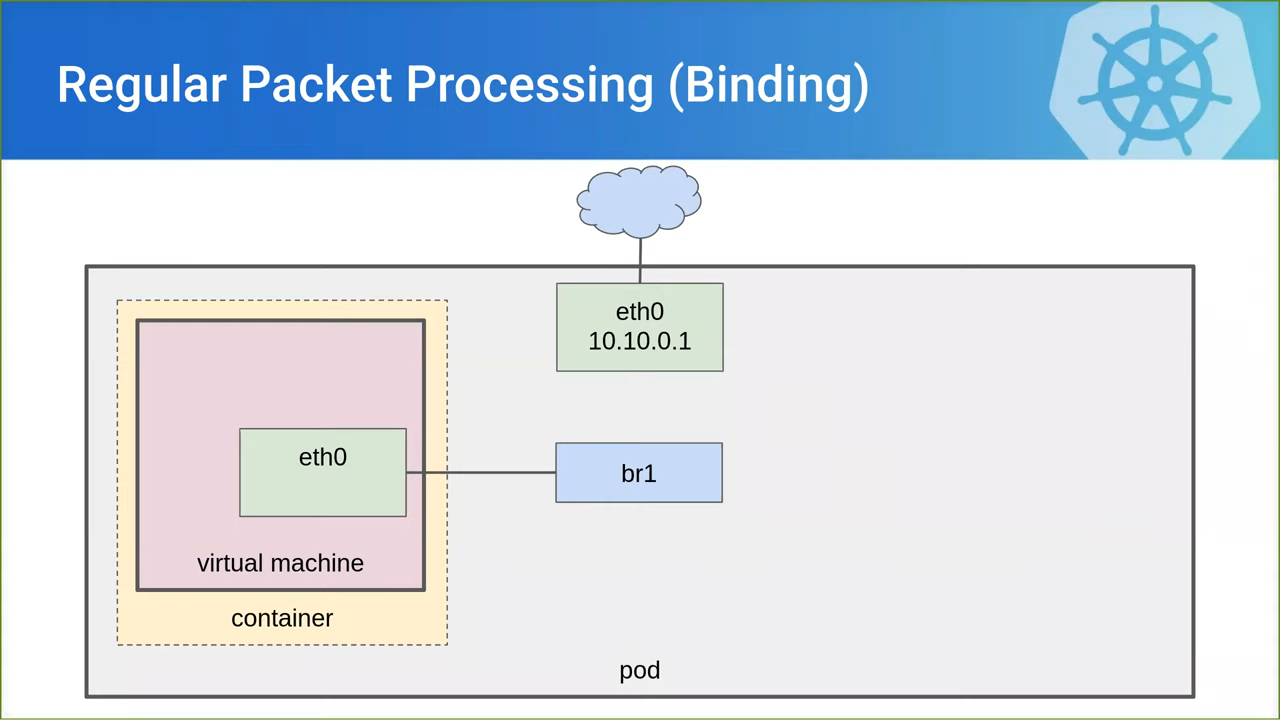 Regular Packet Processing (Binding)
eth0
10.10.0.1
eth0
br1
virtual machine
container
pod